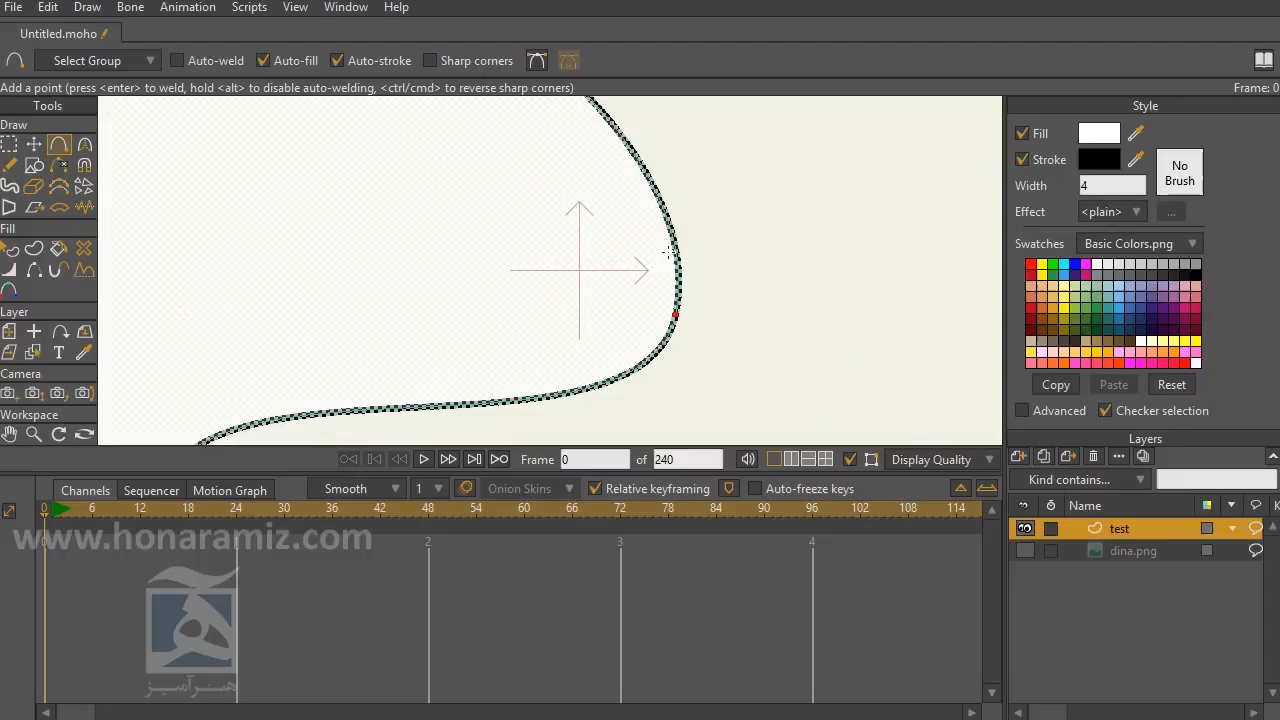 File Edit Draw Bone Animation Scripts View Window Help
Untitled.moho
Select Group Auto-weld Auto-fill Auto-stroke Sharp corners
Add a point (press <enter> to weld, hold <alt> to disable auto-welding, <ctrl/cmd> to reverse sharp corners) Frame: 0
Tools
Draw
Fill
Layer
Camera
Workspace
Style
Fill
Stroke
No
Brush
Width 4
Effect <plain> ...
Swatches Basic Colors.png
Copy Paste Reset
Advanced Checker selection
Layers
Kind contains...
Name
test
dina.png
Frame 0 of 240 Display Quality
Channels Sequencer Motion Graph Smooth 1 Onion Skins Relative keyframing Auto-freeze keys
0 6 12 18 24 30 36 42 48 54 60 66 72 78 84 90 96 102 108 114
0 1 2 3 4
www.honaramiz.com
هنرآمیز